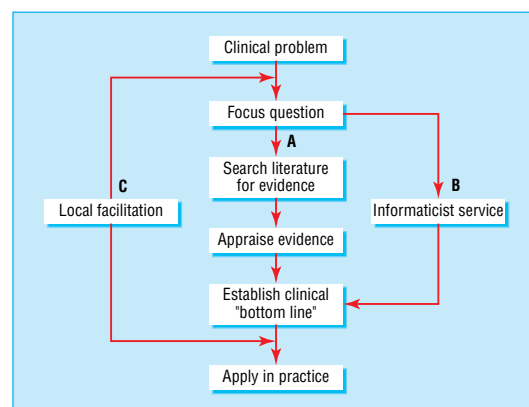 Clinical problem
Focus question
A
Search literature
for evidence
C
B
Local facilitation
Informaticist service
Appraise evidence
Establish clinical
"bottom line"
Apply in practice